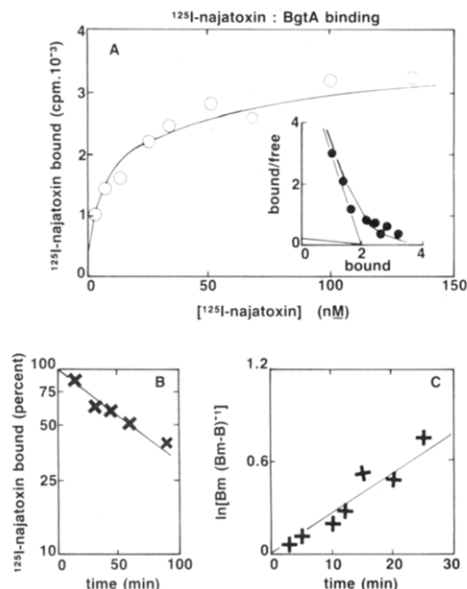 ¹²⁵I-najatoxin : BgtA binding
A
¹²⁵I-najatoxin bound (cpm.10⁻³)
4
3
2
1
0
0
50
100
150
[¹²⁵I-najatoxin] (nM)
bound/free
4
2
0
0
2
4
bound
B
¹²⁵I-najatoxin bound (percent)
100
75
50
25
10
0
50
100
time (min)
C
ln[Bm (Bm-B)⁻¹]
1.2
0.6
0
0
10
20
30
time (min)